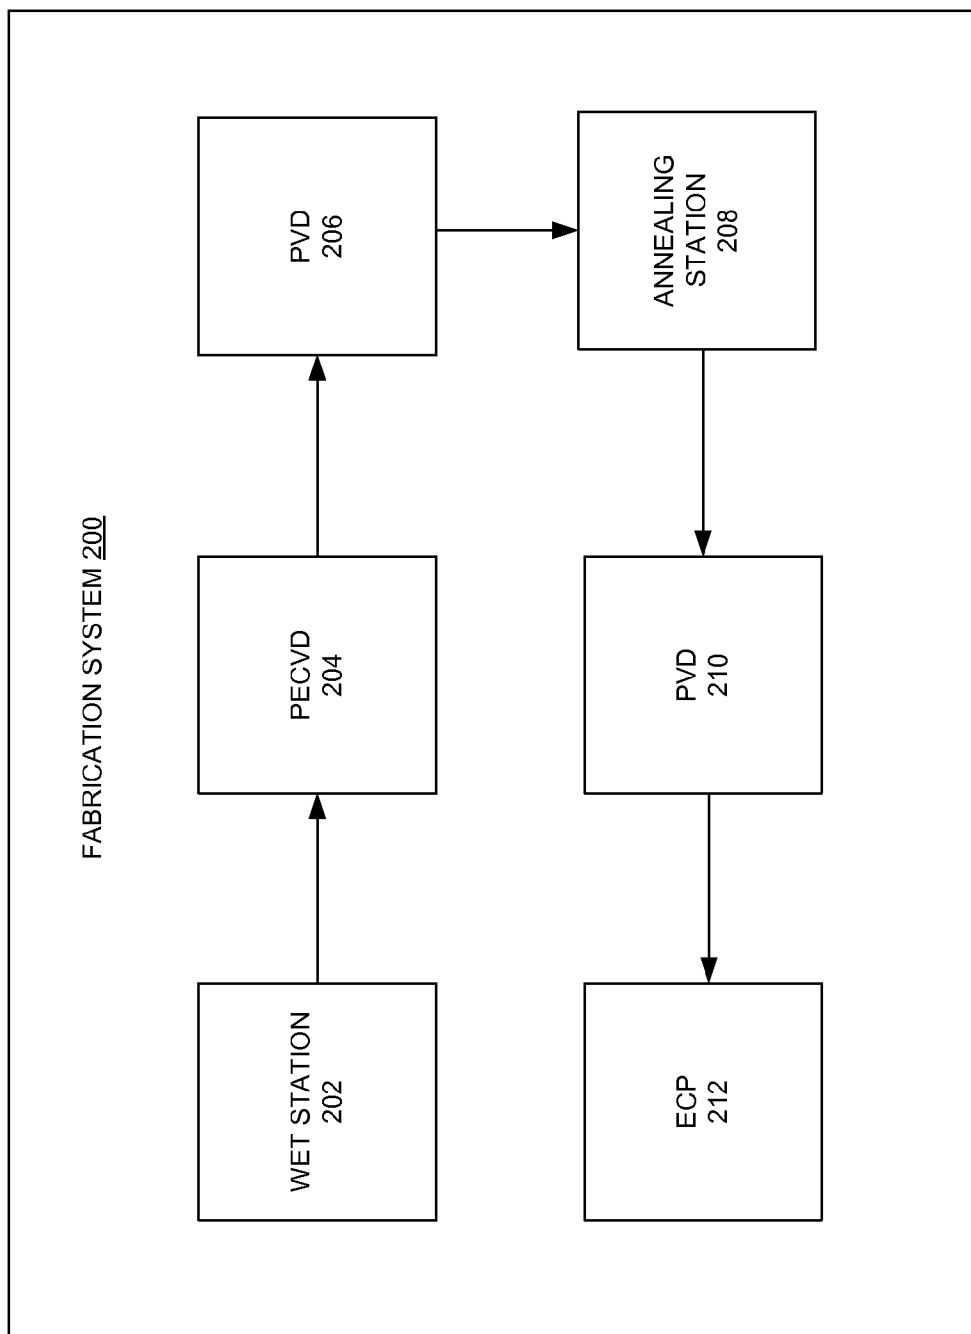 FABRICATION SYSTEM 200
WET STATION
202
PECVD
204
PVD
206
ANNEALING
STATION
208
PVD
210
ECP
212